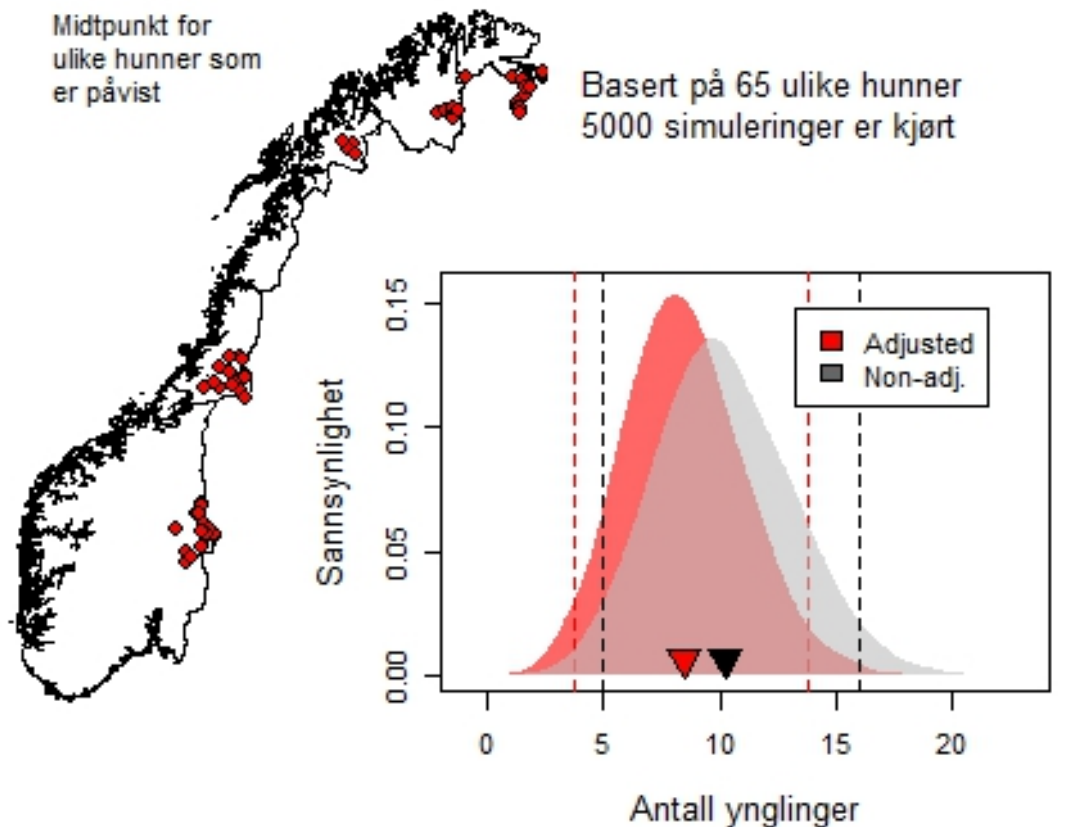 Midtpunkt for
ulike hunner som
er påvist
Basert på 65 ulike hunner
5000 simuleringer er kjørt
Sannsynlighet
0.15
0.10
0.05
0.00
Adjusted
Non-adj.
0 5 10 15 20
Antall ynglinger